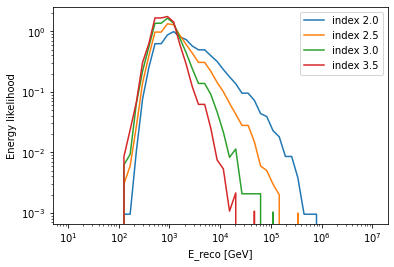 index 2.0
index 2.5
index 3.0
index 3.5
Energy likelihood
10⁰
10⁻¹
10⁻²
10⁻³
10¹ 10² 10³ 10⁴ 10⁵ 10⁶ 10⁷
E_reco [GeV]